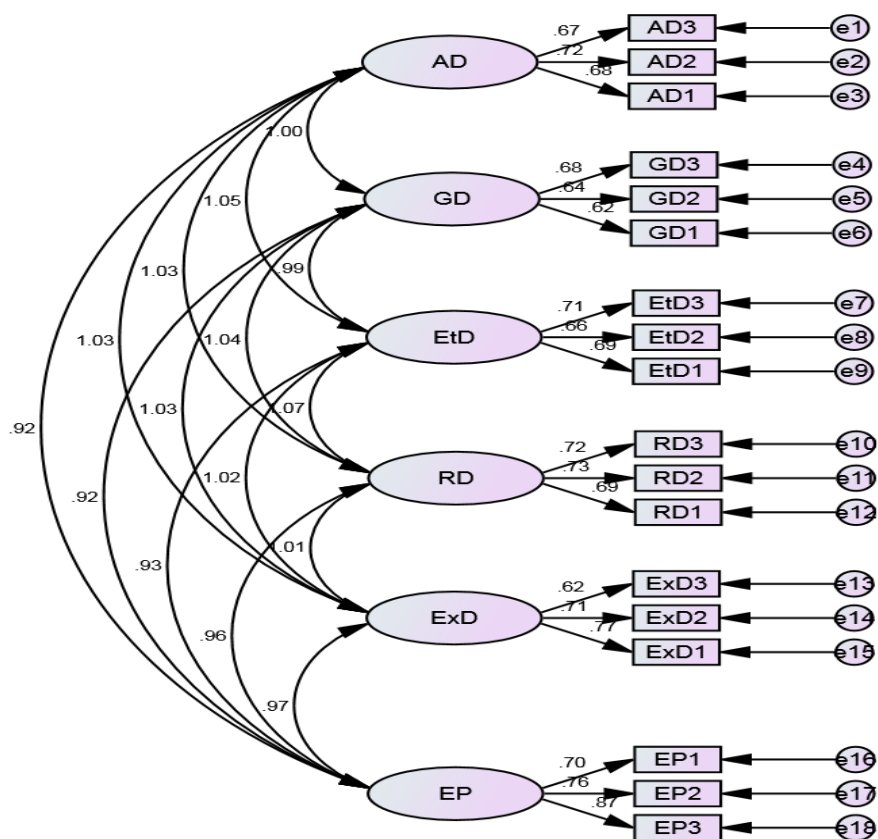 .67 AD3 e1
AD .72 AD2 e2
.68 AD1 e3
1.00
.68 GD3 e4
1.05 GD .64 GD2 e5
.62 GD1 e6
1.03 .99
.71 EtD3 e7
1.03 1.04 EtD .66 EtD2 e8
.69 EtD1 e9
.92 1.03 1.07
.72 RD3 e10
1.02 RD .73 RD2 e11
.92 .69 RD1 e12
.93 1.01
.62 ExD3 e13
.96 ExD .71 ExD2 e14
.77 ExD1 e15
.97
.70 EP1 e16
EP .76 EP2 e17
.87 EP3 e18